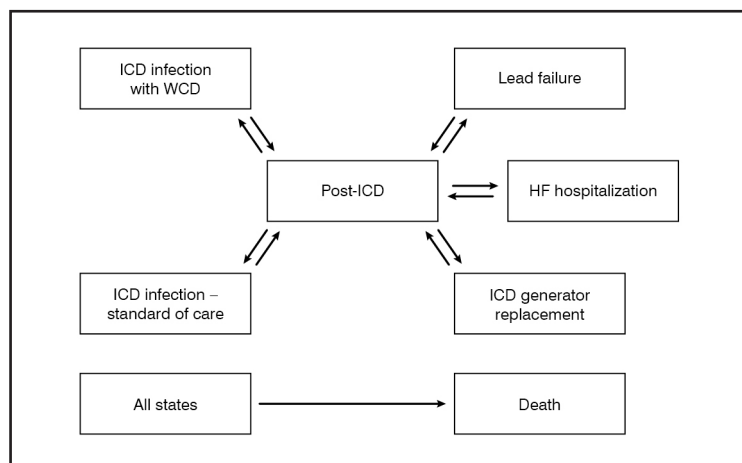 ICD infection
with WCD
Lead failure
Post-ICD
HF hospitalization
ICD infection –
standard of care
ICD generator
replacement
All states
Death